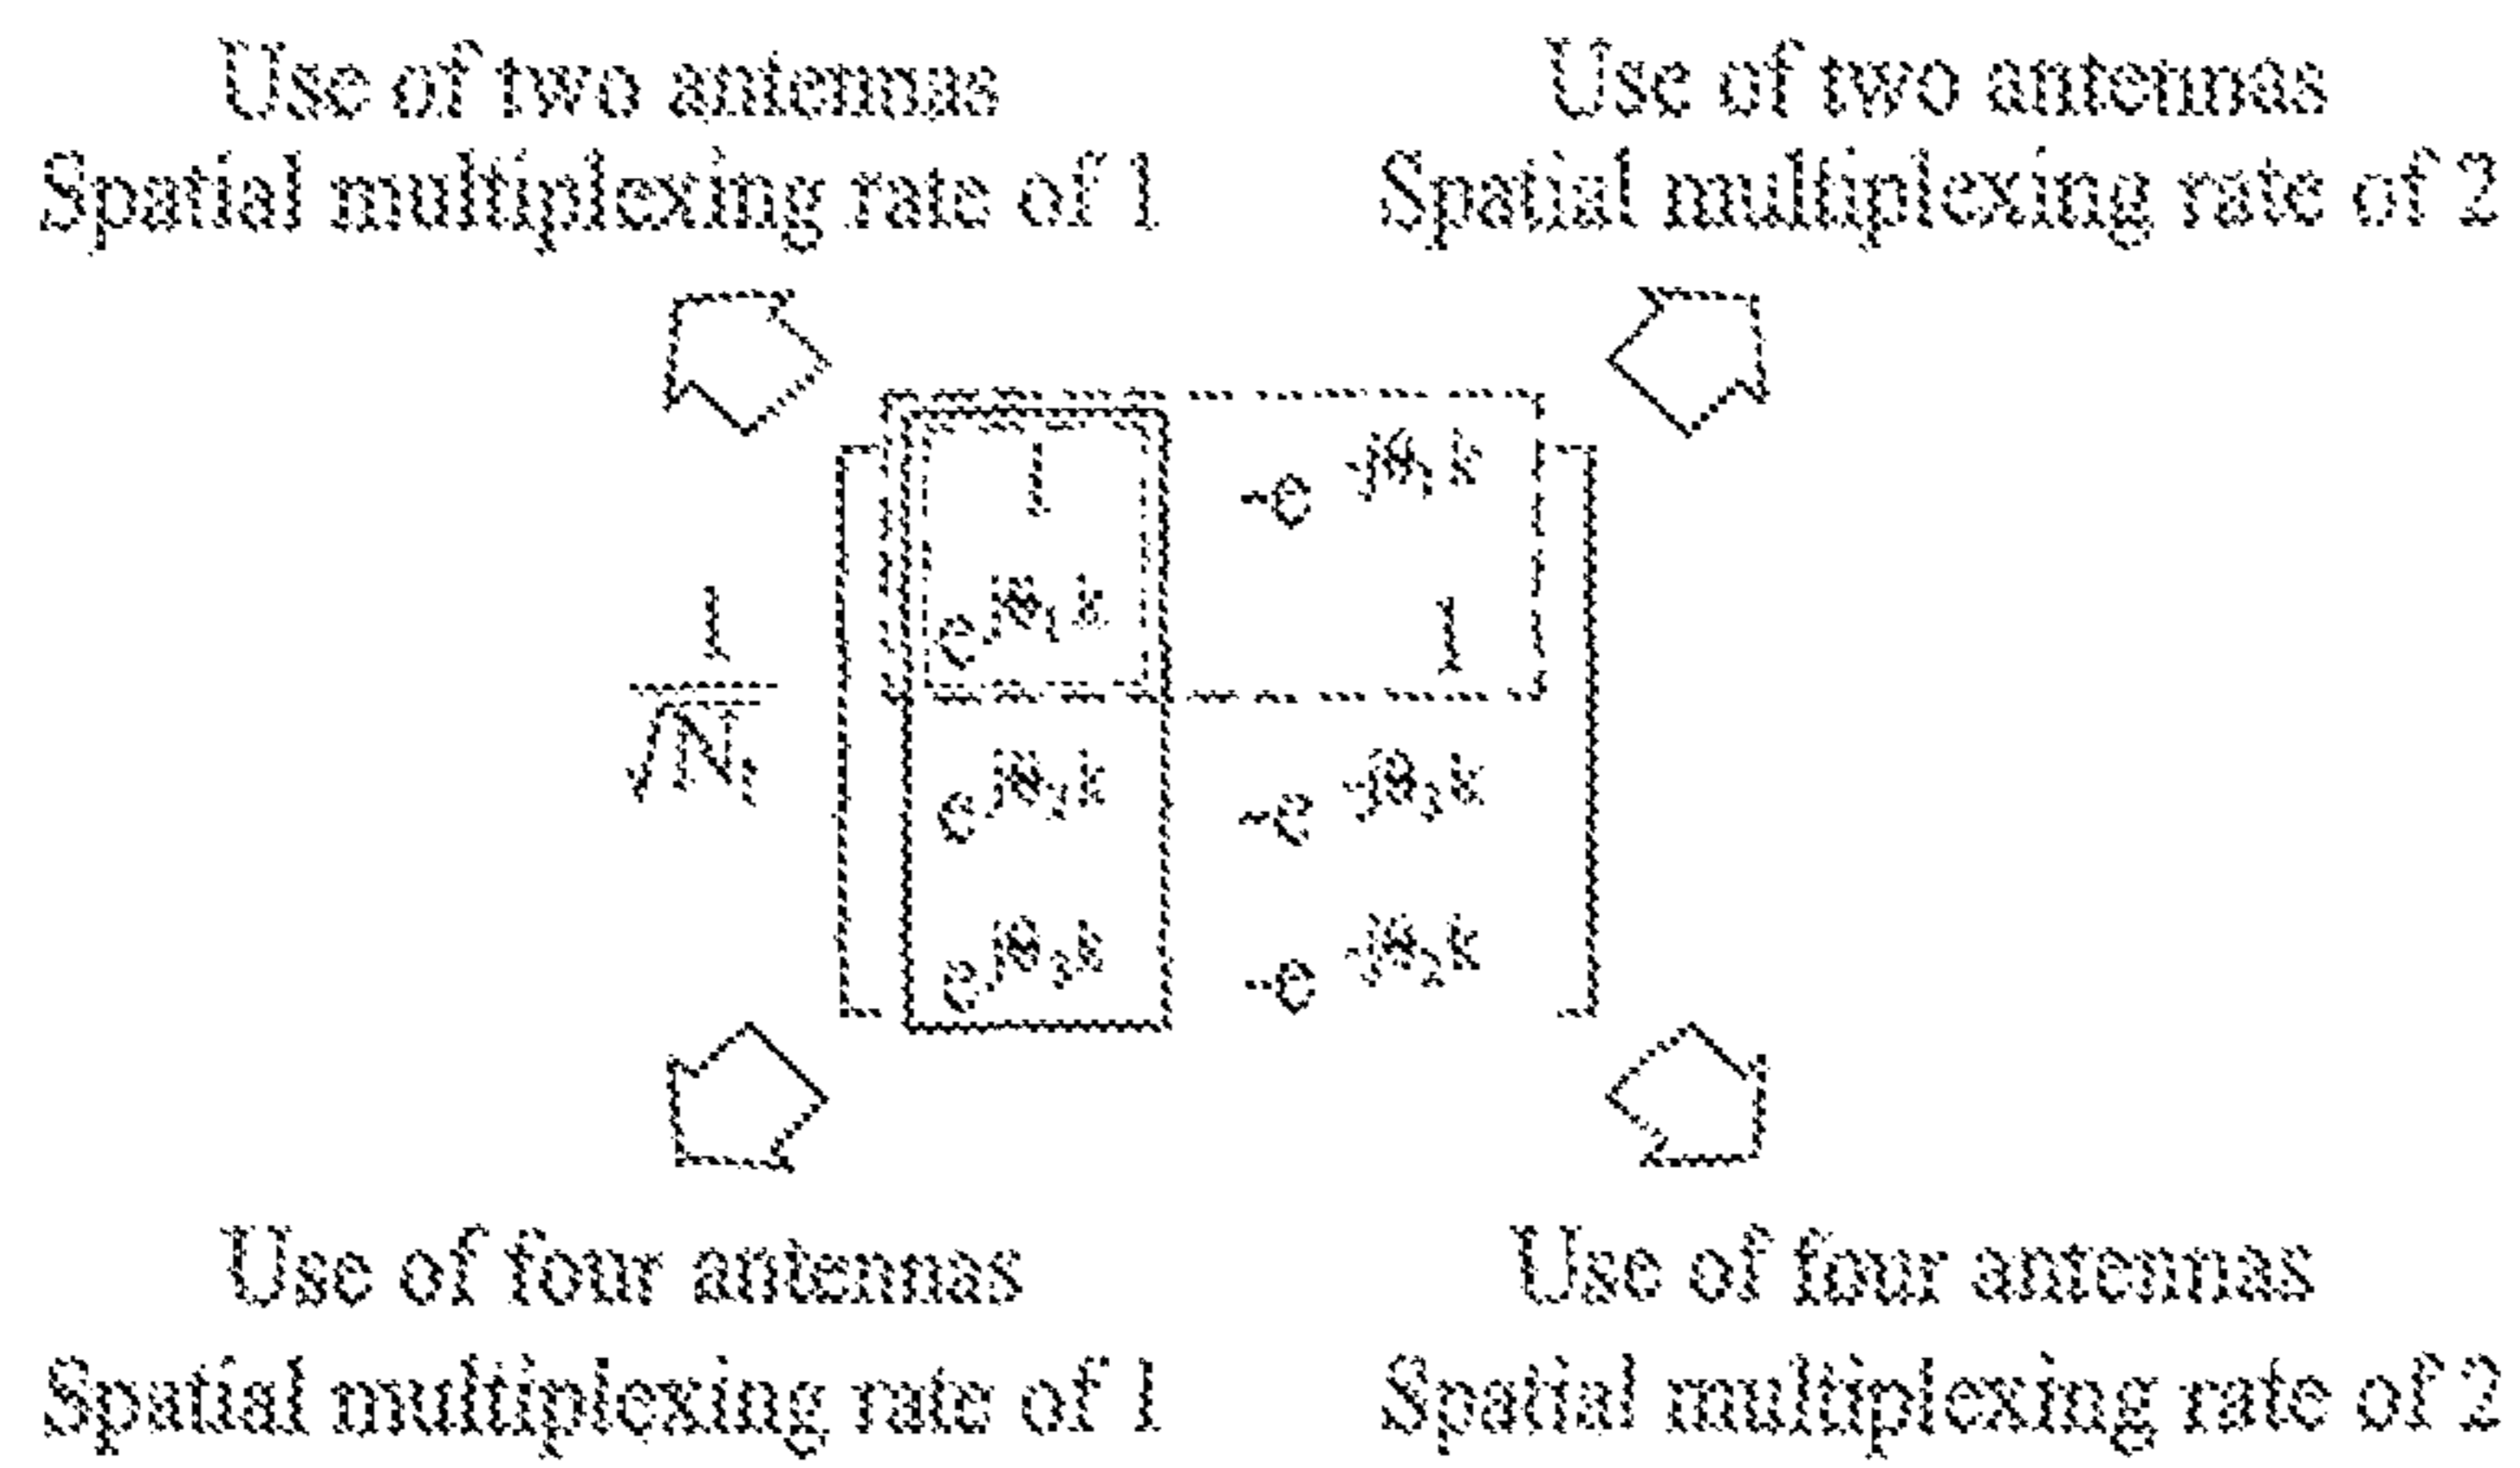 Use of two antennas
Spatial multiplexing rate of 1
Use of two antennas
Spatial multiplexing rate of 2
1
1
1
√N
Use of four antennas
Spatial multiplexing rate of 1
Use of four antennas
Spatial multiplexing rate of 2